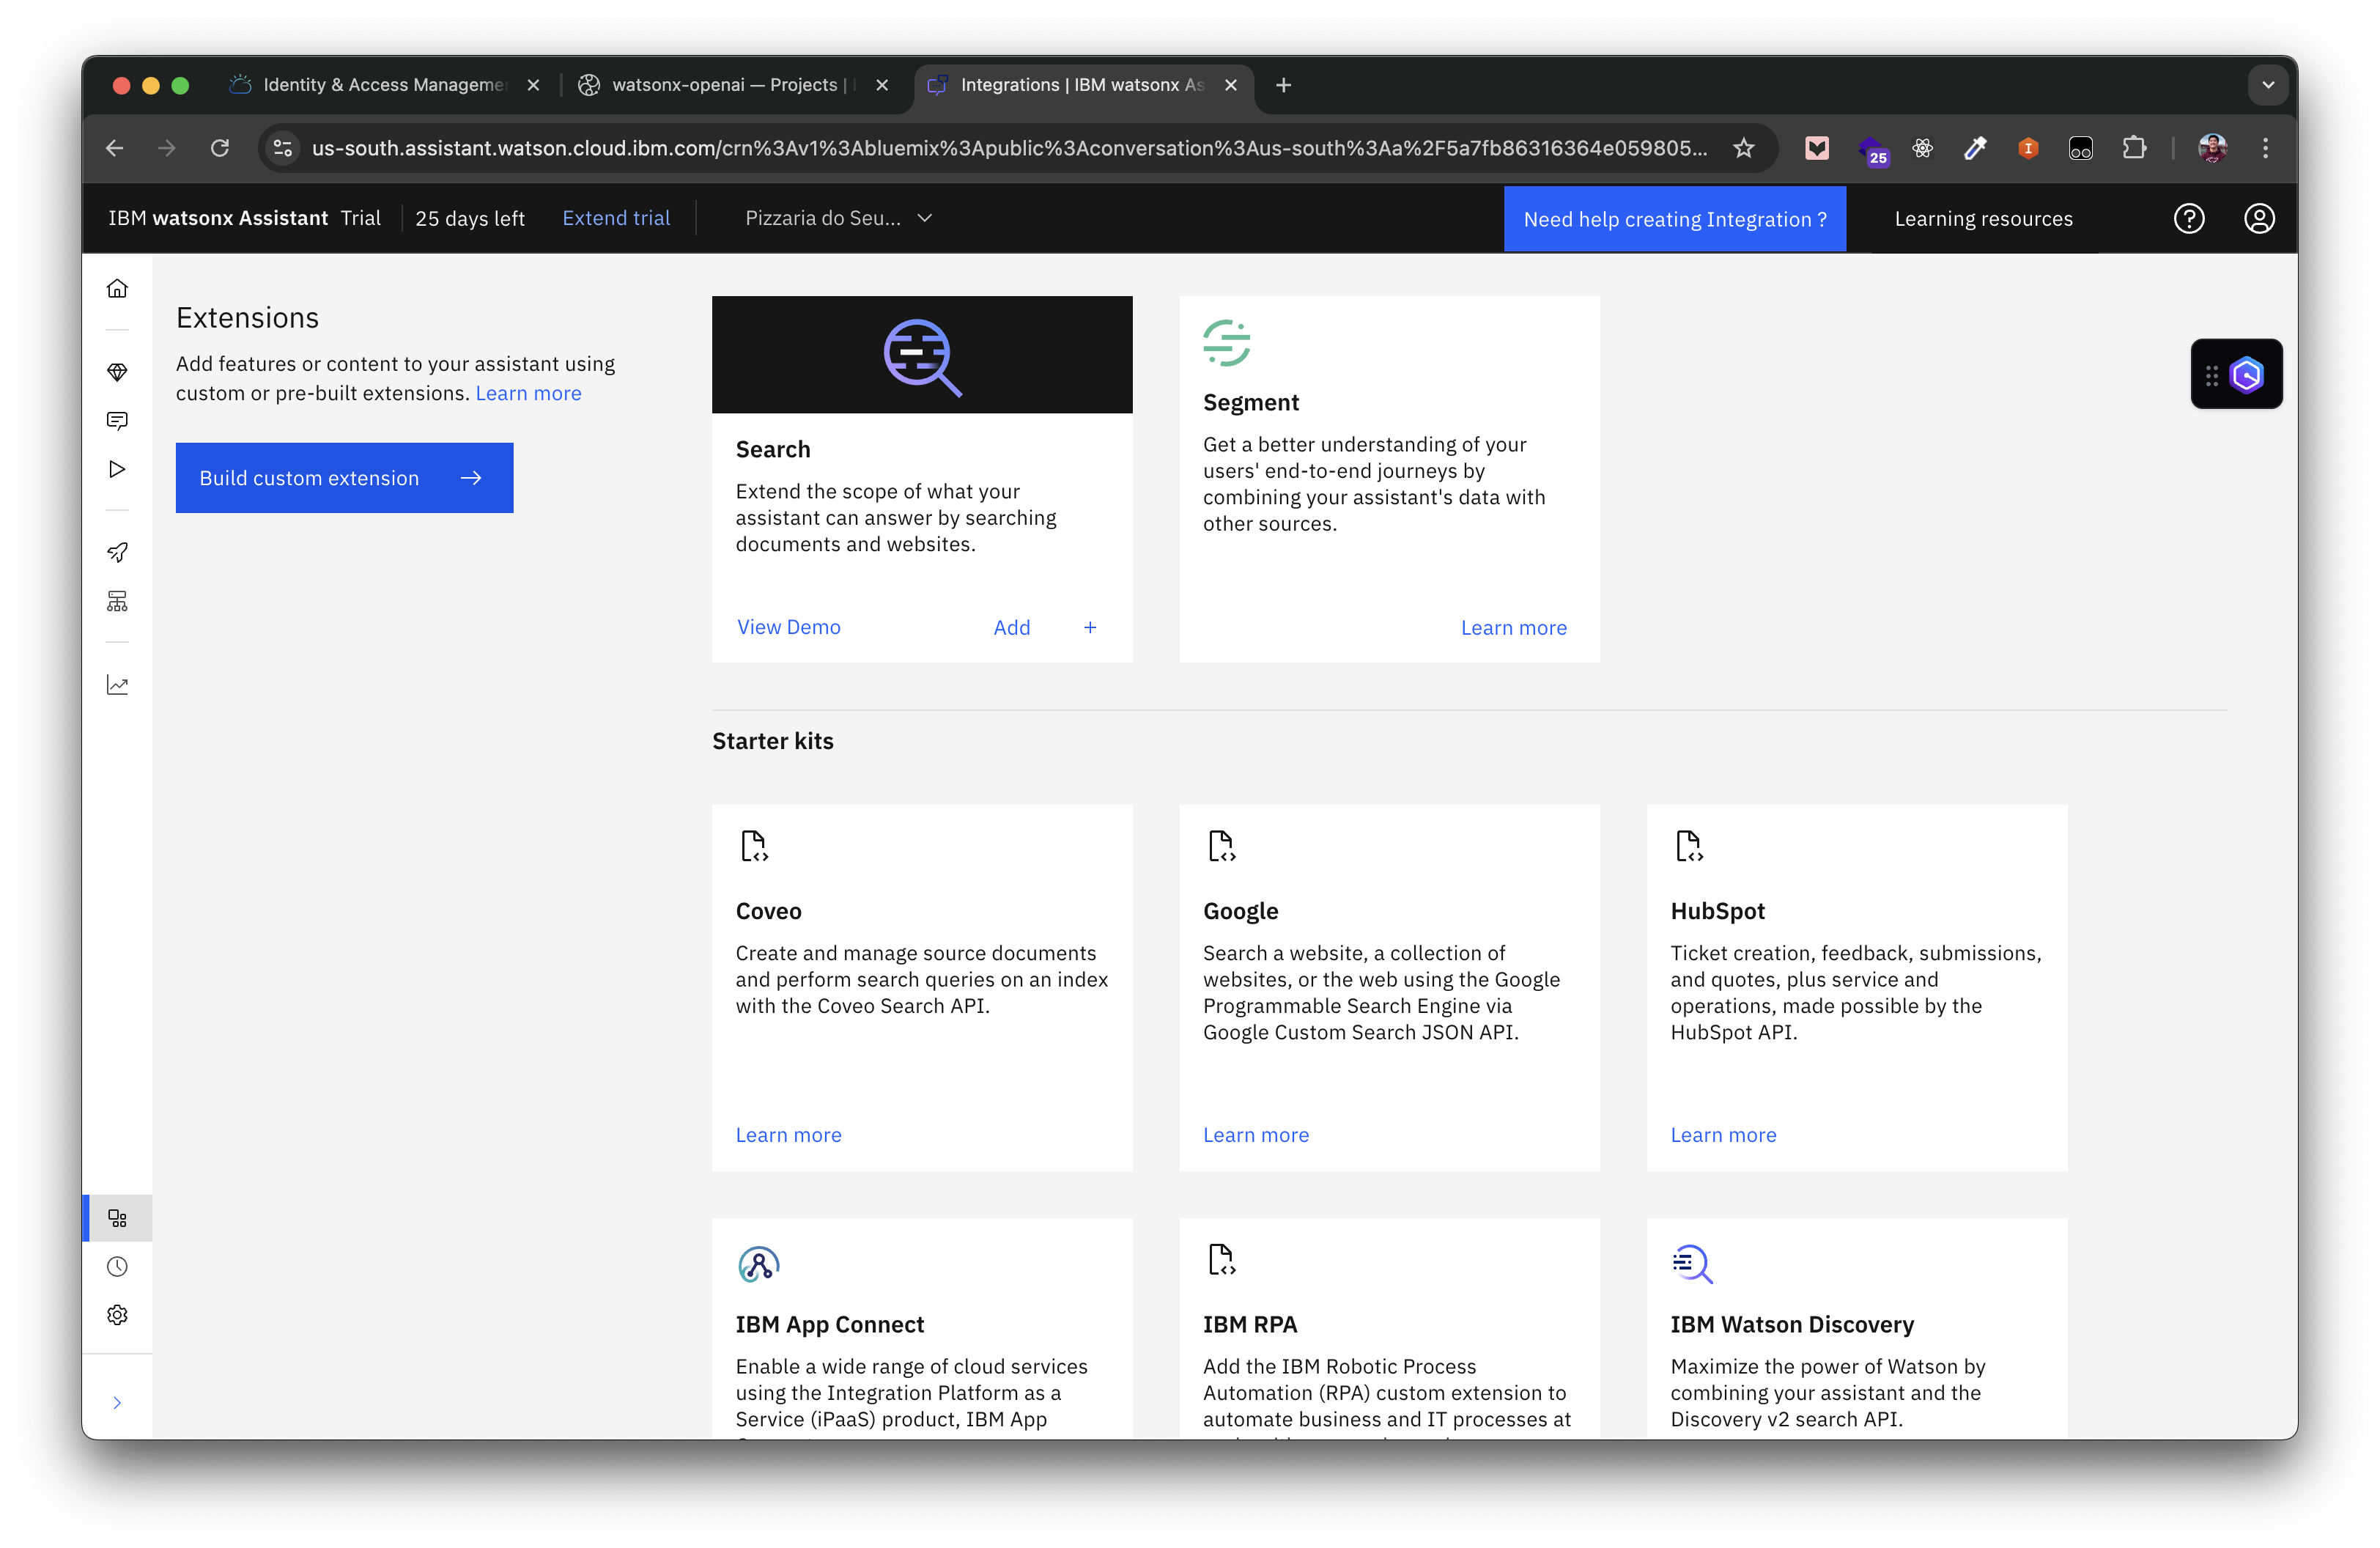 Identity & Access Managemen
watsonx-openai — Projects |
Integrations | IBM watsonx As
us-south.assistant.watson.cloud.ibm.com/crn%3Av1%3Abluemix%3Apublic%3Aconversation%3Aus-south%3Aa%2F5a7fb86316364e059805...
25
IBM watsonx Assistant Trial
25 days left
Extend trial
Pizzaria do Seu...
Need help creating Integration ?
Learning resources
Extensions
Add features or content to your assistant using
custom or pre-built extensions. Learn more
Build custom extension
Search
Extend the scope of what your
assistant can answer by searching
documents and websites.
View Demo
Add +
Segment
Get a better understanding of your
users' end-to-end journeys by
combining your assistant's data with
other sources.
Learn more
Starter kits
Coveo
Create and manage source documents
and perform search queries on an index
with the Coveo Search API.
Learn more
Google
Search a website, a collection of
websites, or the web using the Google
Programmable Search Engine via
Google Custom Search JSON API.
Learn more
HubSpot
Ticket creation, feedback, submissions,
and quotes, plus service and
operations, made possible by the
HubSpot API.
Learn more
IBM App Connect
Enable a wide range of cloud services
using the Integration Platform as a
Service (iPaaS) product, IBM App
IBM RPA
Add the IBM Robotic Process
Automation (RPA) custom extension to
automate business and IT processes at
IBM Watson Discovery
Maximize the power of Watson by
combining your assistant and the
Discovery v2 search API.